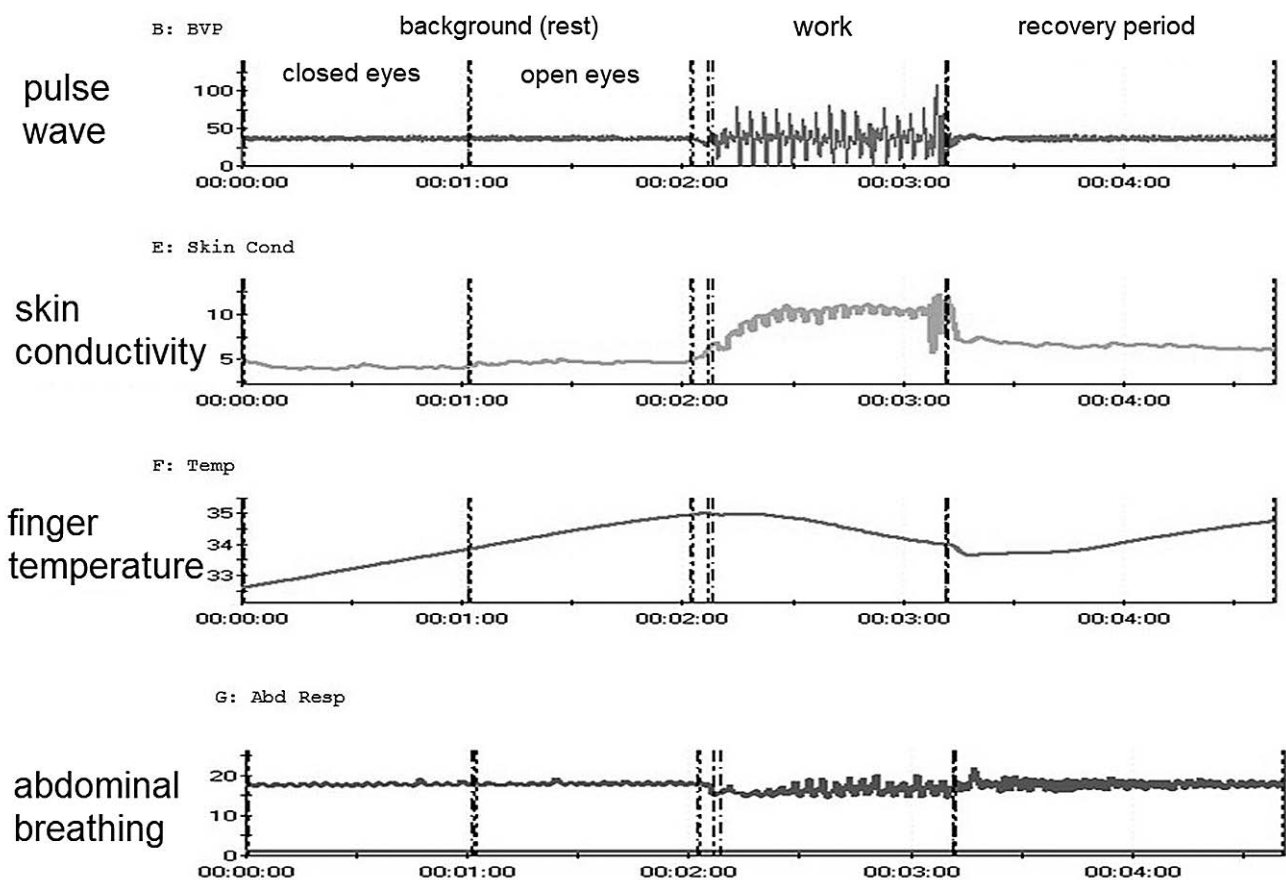 B: BVP
background (rest)
work
recovery period
pulse
wave
closed eyes
open eyes
100
50
0
00:00:00
00:01:00
00:02:00
00:03:00
00:04:00
E: Skin Cond
skin
conductivity
10
5
00:00:00
00:01:00
00:02:00
00:03:00
00:04:00
F: Temp
finger
temperature
35
34
33
00:00:00
00:01:00
00:02:00
00:03:00
00:04:00
G: Abd Resp
abdominal
breathing
20
10
0
00:00:00
00:01:00
00:02:00
00:03:00
00:04:00